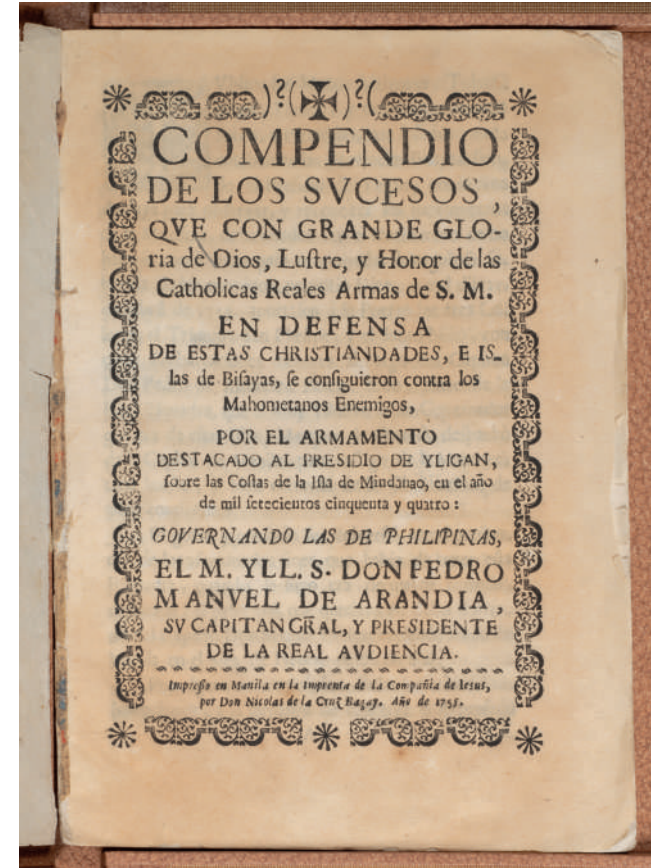 COMPENDIO
DE LOS SVCESOS,
QVE CON GRANDE GLO-
ria de Dios, Luſtre, y Honor de las
Catholicas Reales Armas de S. M.
EN DEFENSA
DE ESTAS CHRISTIANDADES, E IS-
las de Biſayas, ſe conſiguieron contra los
Mahometanos Enemigos,
POR EL ARMAMENTO
DESTACADO AL PRESIDIO DE YLIGAN,
ſobre las Coſtas de la Iſla de Mindanao, en el año
de mil ſetecientos cinquenta y quatro:
GOVERNANDO LAS DE PHILIPINAS,
EL M. YLL. S. DON PEDRO
MANVEL DE ARANDIA,
SV CAPITAN GR̃AL, Y PRESIDENTE
DE LA REAL AVDIENCIA.
Impreſſo en Manila en la Imprenta de la Compañia de Iesus,
por Don Nicolas de la Cruz Bagay. Año de 1755.